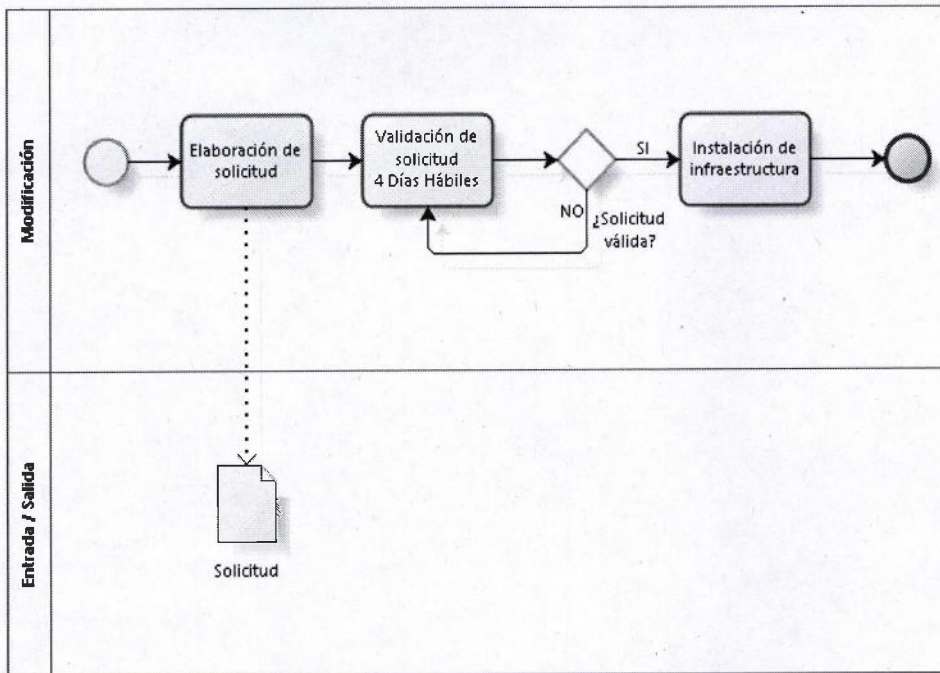 Modificación
Elaboración de
solicitud
Validación de
solicitud
4 Días Hábiles
SI
NO
¿Solicitud
válida?
Instalación de
infraestructura
Entrada / Salida
Solicitud